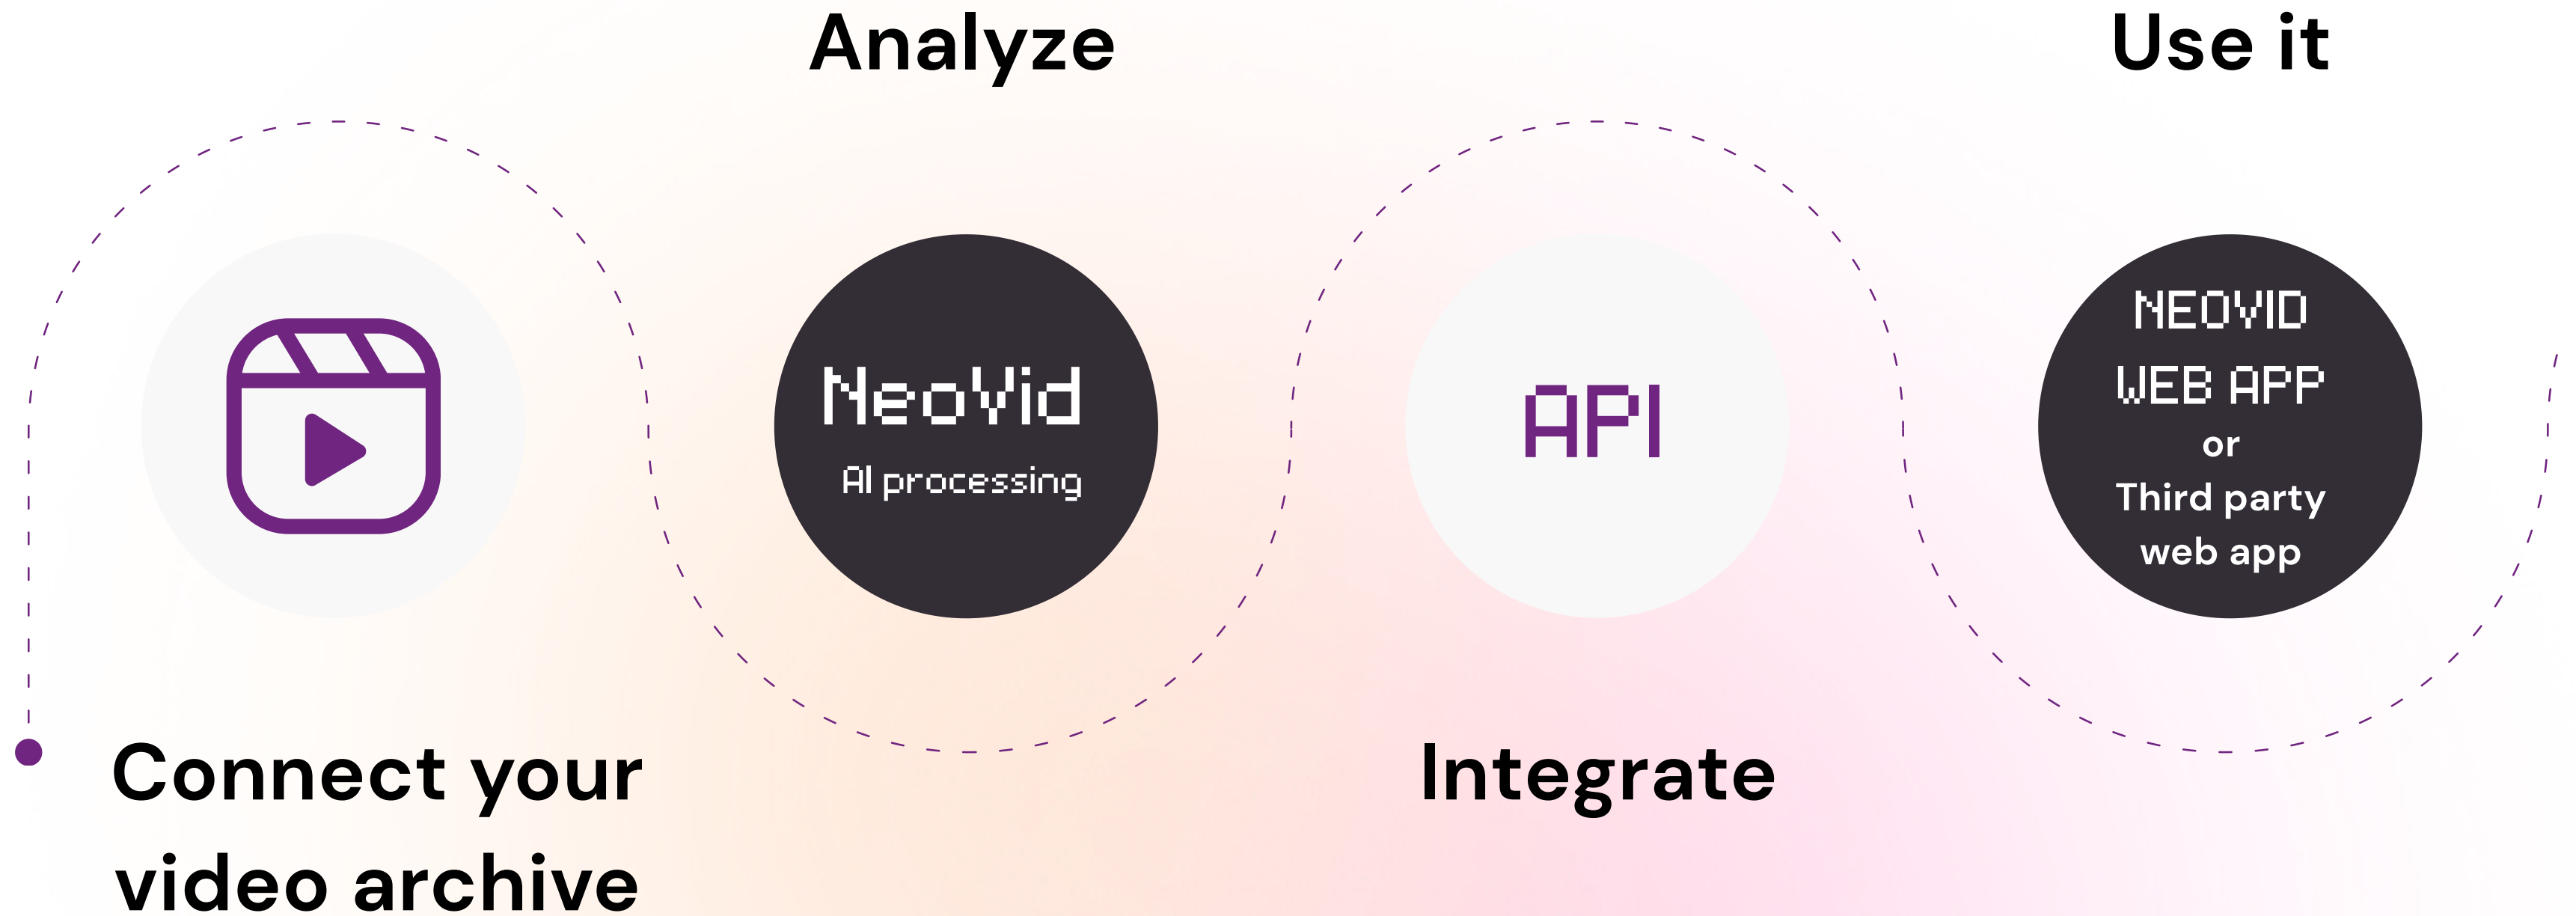 Connect your
video archive
Analyze
NeoVid
AI processing
API
Integrate
Use it
NEOVID
WEB APP
or
Third party
web app